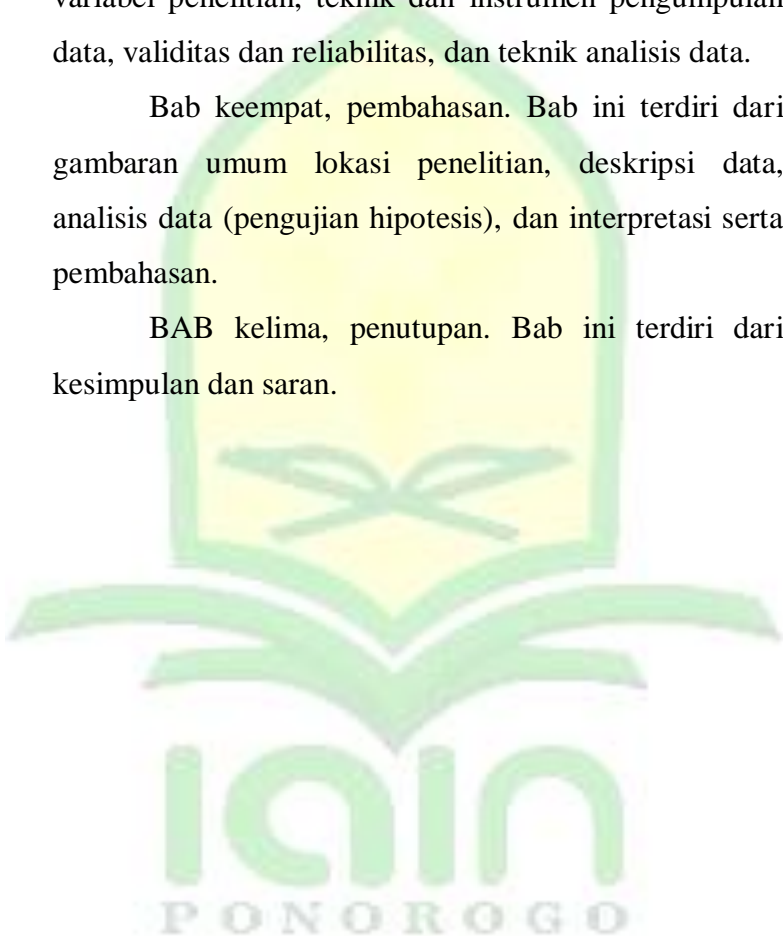 variabel penelitian, teknik dan instrumen pengumpulan
data, validitas dan reliabilitas, dan teknik analisis data.
Bab keempat, pembahasan. Bab ini terdiri dari
gambaran umum lokasi penelitian, deskripsi data,
analisis data (pengujian hipotesis), dan interpretasi serta
pembahasan.
BAB kelima, penutupan. Bab ini terdiri dari
kesimpulan dan saran.
iain
PONOROGO